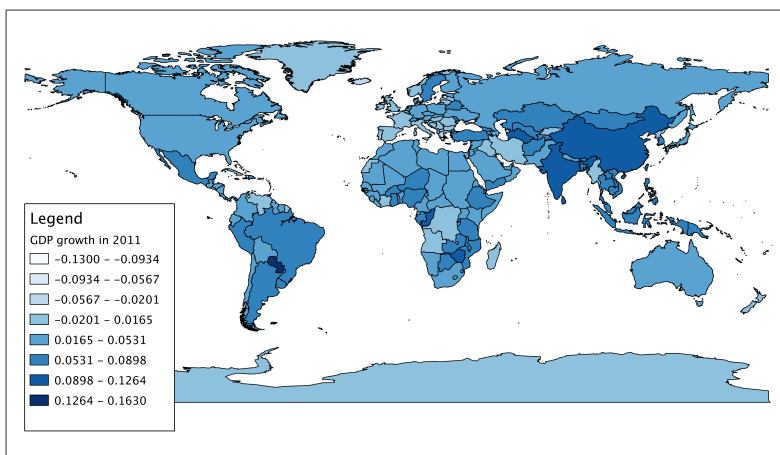 Legend
GDP growth in 2011
-0.1300 - -0.0934
-0.0934 - -0.0567
-0.0567 - -0.0201
-0.0201 - 0.0165
0.0165 - 0.0531
0.0531 - 0.0898
0.0898 - 0.1264
0.1264 - 0.1630